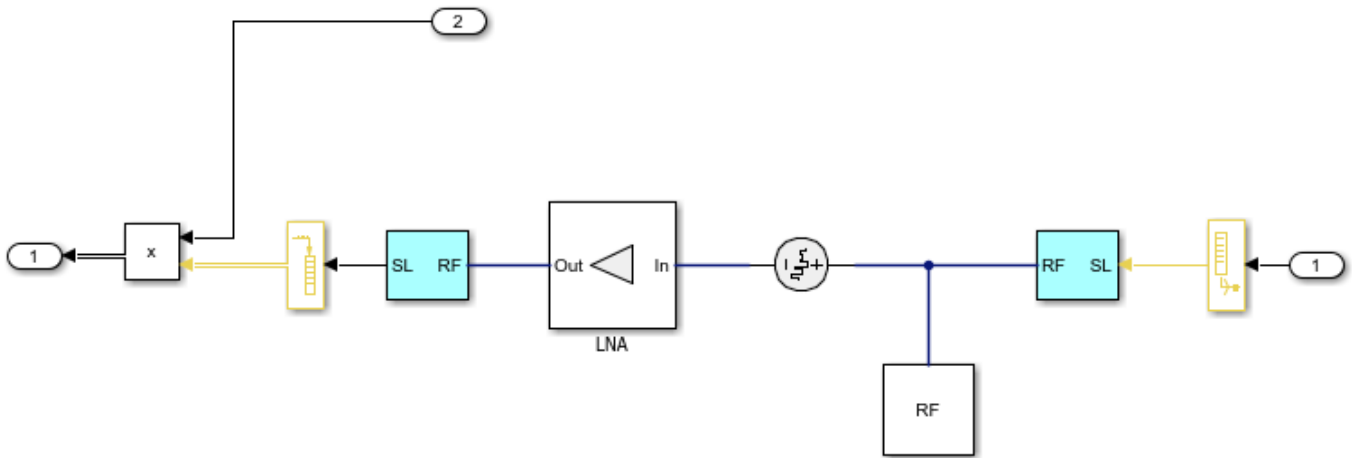 2
1
x
SL RF
Out In
LNA
- +
RF SL
1
RF